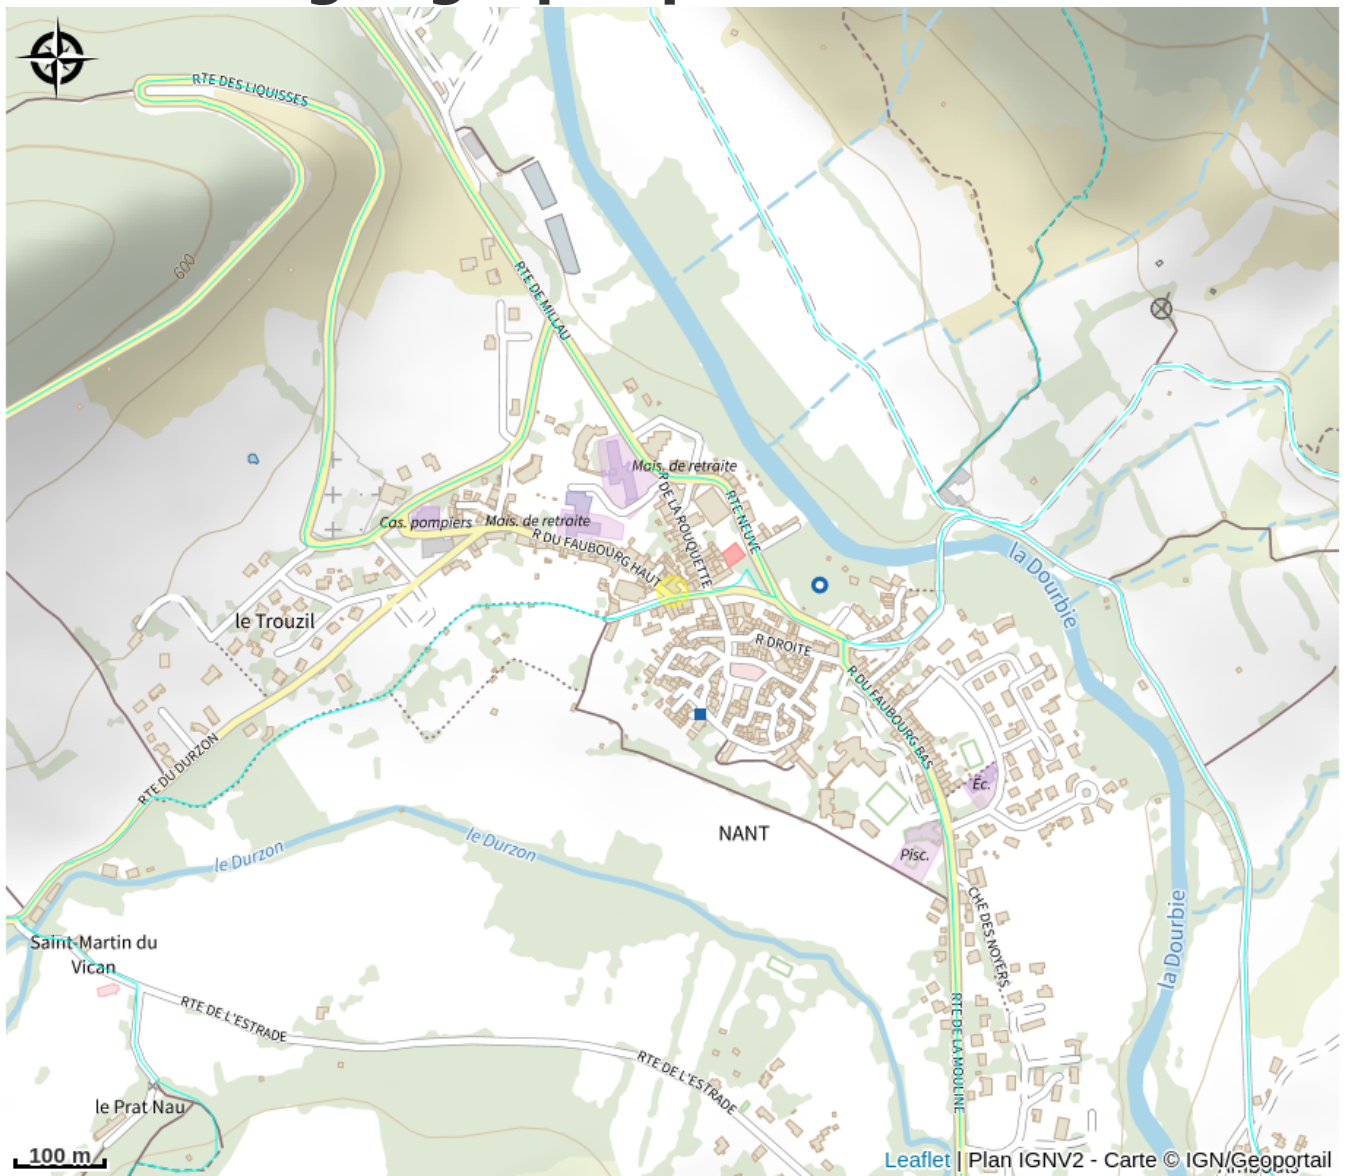 RTE DES LIQUISSES
600
RTE DE MILLAU
Mais. de retraite
R DE LA ROUQUETTE
RTE NEUVE
Cas. pompiers
Mais. de retraite
R DU FAUBOURG HAUT
la Dourbie
le Trouzil
R DROITE
R DU FAUBOURG BAS
RTE DU DURZON
Éc.
NANT
le Durzon
le Durzon
Pisc.
CHE DES NOYERS
la Dourbie
Saint-Martin du
Vican
RTE DE L'ESTRADE
RTE DE LA MOULINE
RTE DE L'ESTRADE
le Prat Nau
100 m
Leaflet | Plan IGNV2 - Carte © IGN/Geoportail